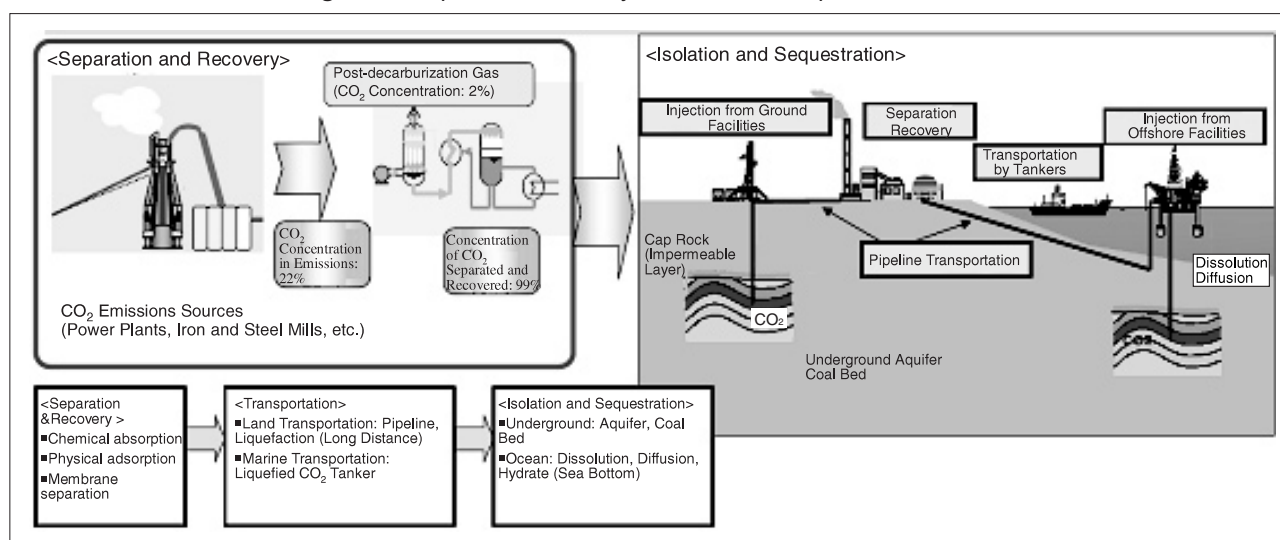 <Separation and Recovery>
Post-decarburization Gas
(CO₂ Concentration: 2%)
CO₂
Concentration
in Emissions:
22%
Concentration
of CO₂
Separated and
Recovered: 99%
CO₂ Emissions Sources
(Power Plants, Iron and Steel Mills, etc.)
<Isolation and Sequestration>
Injection from Ground
Facilities
Separation
Recovery
Injection from
Offshore Facilities
Transportation
by Tankers
Cap Rock
(Impermeable
Layer)
Pipeline Transportation
Dissolution
Diffusion
CO₂
CO2
Underground Aquifer
Coal Bed
<Separation
&Recovery >
■Chemical absorption
■Physical adsorption
■Membrane
separation
<Transportation>
■Land Transportation: Pipeline,
Liquefaction (Long Distance)
■Marine Transportation:
Liquefied CO₂ Tanker
<Isolation and Sequestration>
■Underground: Aquifer, Coal
Bed
■Ocean: Dissolution, Diffusion,
Hydrate (Sea Bottom)